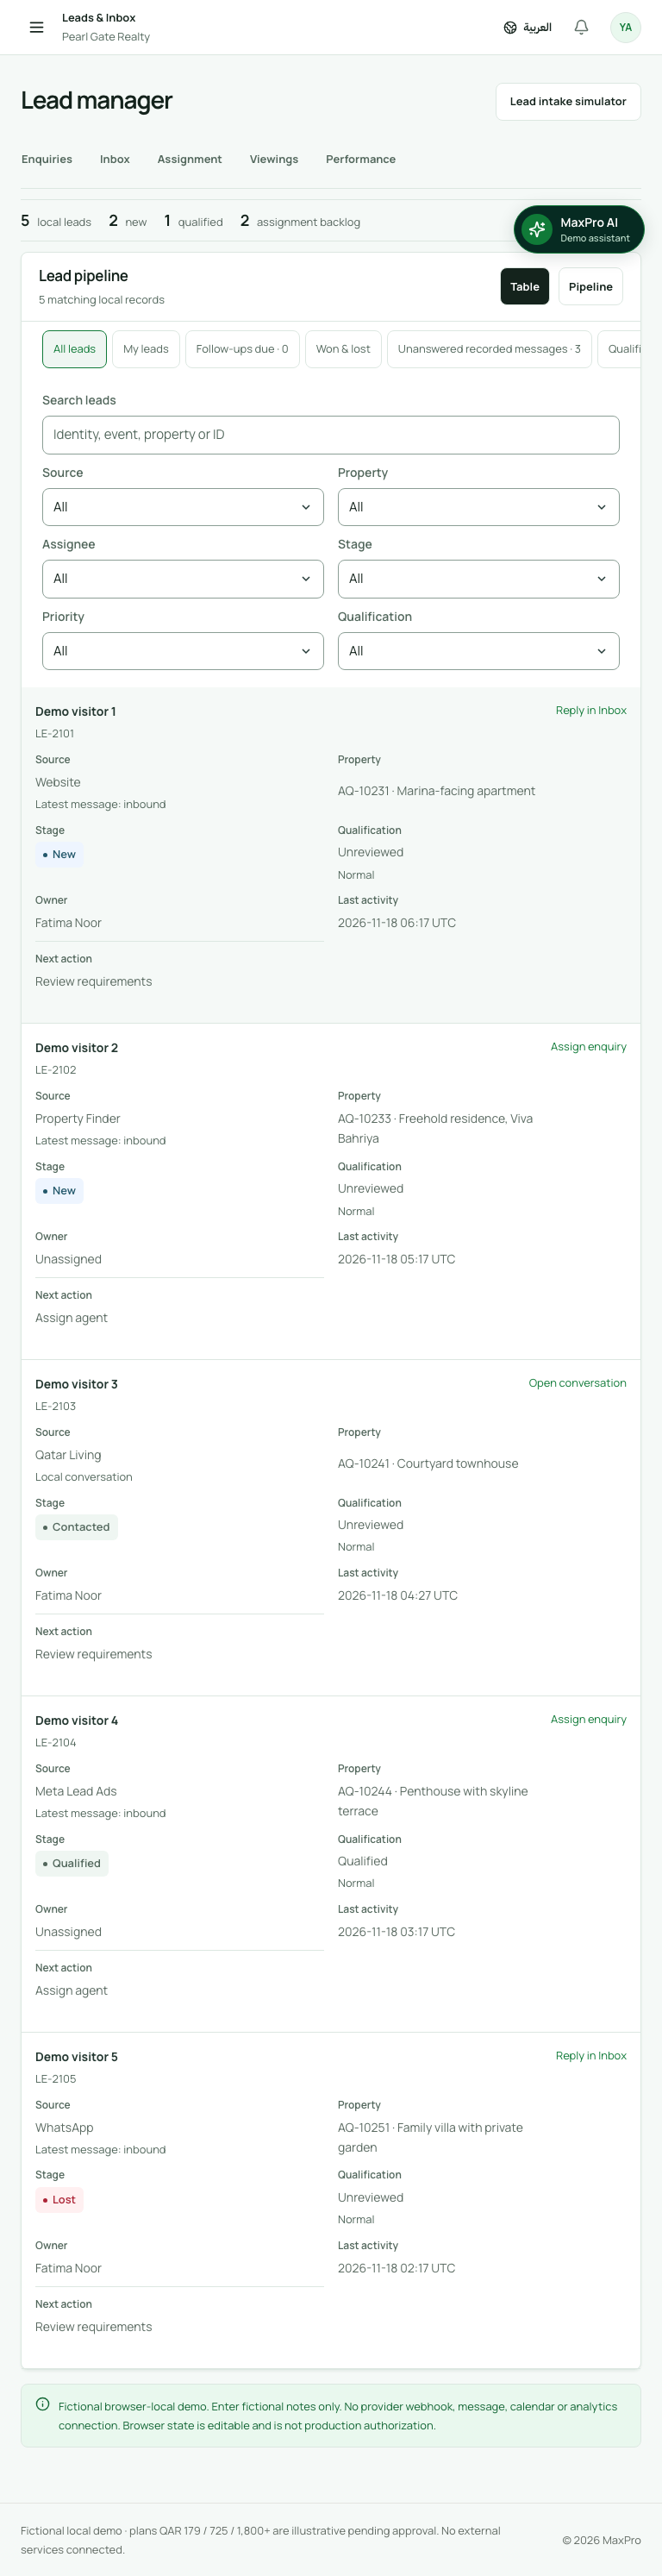 Leads & Inbox
Pearl Gate Realty
العربية
YA
Lead manager
Lead intake simulator
Enquiries
Inbox
Assignment
Viewings
Performance
5 local leads
2 new
1 qualified
2 assignment backlog
MaxPro AI
Demo assistant
Lead pipeline
5 matching local records
Table
Pipeline
All leads
My leads
Follow-ups due · 0
Won & lost
Unanswered recorded messages · 3
Qualifi
Search leads
Identity, event, property or ID
Source
Property
All
All
Assignee
Stage
All
All
Priority
Qualification
All
All
Demo visitor 1
Reply in Inbox
LE-2101
Source
Property
Website
AQ-10231 · Marina-facing apartment
Latest message: inbound
Stage
Qualification
New
Unreviewed
Normal
Owner
Last activity
Fatima Noor
2026-11-18 06:17 UTC
Next action
Review requirements
Demo visitor 2
Assign enquiry
LE-2102
Source
Property
Property Finder
AQ-10233 · Freehold residence, Viva
Bahriya
Latest message: inbound
Stage
Qualification
New
Unreviewed
Normal
Owner
Last activity
Unassigned
2026-11-18 05:17 UTC
Next action
Assign agent
Demo visitor 3
Open conversation
LE-2103
Source
Property
Qatar Living
AQ-10241 · Courtyard townhouse
Local conversation
Stage
Qualification
Contacted
Unreviewed
Normal
Owner
Last activity
Fatima Noor
2026-11-18 04:27 UTC
Next action
Review requirements
Demo visitor 4
Assign enquiry
LE-2104
Source
Property
Meta Lead Ads
AQ-10244 · Penthouse with skyline
terrace
Latest message: inbound
Stage
Qualification
Qualified
Qualified
Normal
Owner
Last activity
Unassigned
2026-11-18 03:17 UTC
Next action
Assign agent
Demo visitor 5
Reply in Inbox
LE-2105
Source
Property
WhatsApp
AQ-10251 · Family villa with private
garden
Latest message: inbound
Stage
Qualification
Lost
Unreviewed
Normal
Owner
Last activity
Fatima Noor
2026-11-18 02:17 UTC
Next action
Review requirements
Fictional browser-local demo. Enter fictional notes only. No provider webhook, message, calendar or analytics
connection. Browser state is editable and is not production authorization.
Fictional local demo · plans QAR 179 / 725 / 1,800+ are illustrative pending approval. No external
services connected.
© 2026 MaxPro